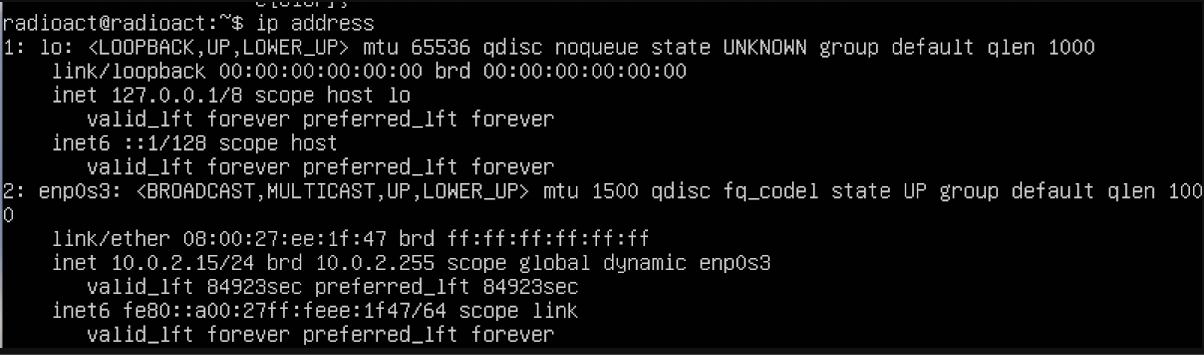 radioact@radioact:~$ ip address
1: lo: <LOOPBACK,UP,LOWER_UP> mtu 65536 qdisc noqueue state UNKNOWN group default qlen 1000
    link/loopback 00:00:00:00:00:00 brd 00:00:00:00:00:00
    inet 127.0.0.1/8 scope host lo
       valid_lft forever preferred_lft forever
    inet6 ::1/128 scope host
       valid_lft forever preferred_lft forever
2: enp0s3: <BROADCAST,MULTICAST,UP,LOWER_UP> mtu 1500 qdisc fq_codel state UP group default qlen 100
0
    link/ether 08:00:27:ee:1f:47 brd ff:ff:ff:ff:ff:ff
    inet 10.0.2.15/24 brd 10.0.2.255 scope global dynamic enp0s3
       valid_lft 84923sec preferred_lft 84923sec
    inet6 fe80::a00:27ff:feee:1f47/64 scope link
       valid_lft forever preferred_lft forever